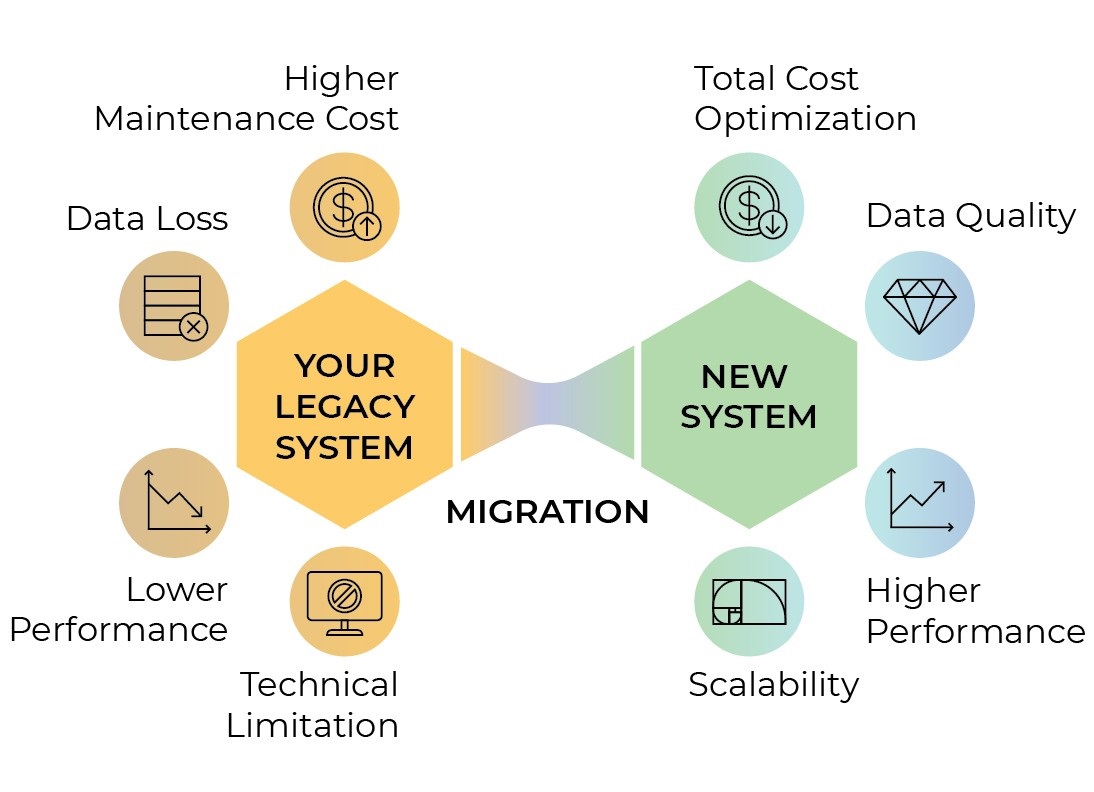 Higher
Maintenance Cost
Data Loss
YOUR
LEGACY
SYSTEM
Lower
Performance
Technical
Limitation
MIGRATION
Total Cost
Optimization
Data Quality
NEW
SYSTEM
Higher
Performance
Scalability